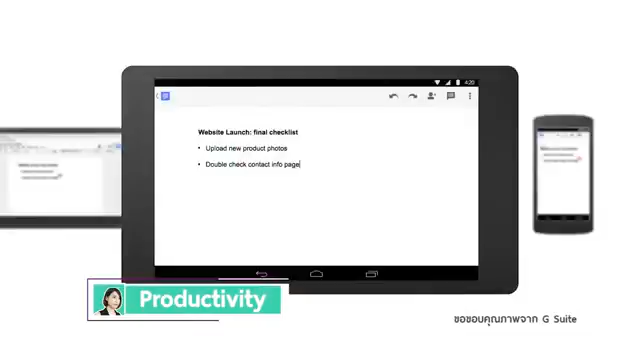 4:20
Website Launch: final checklist
• Upload new product photos
• Double check contact info page
Productivity
ขอขอบคุณภาพจาก G Suite